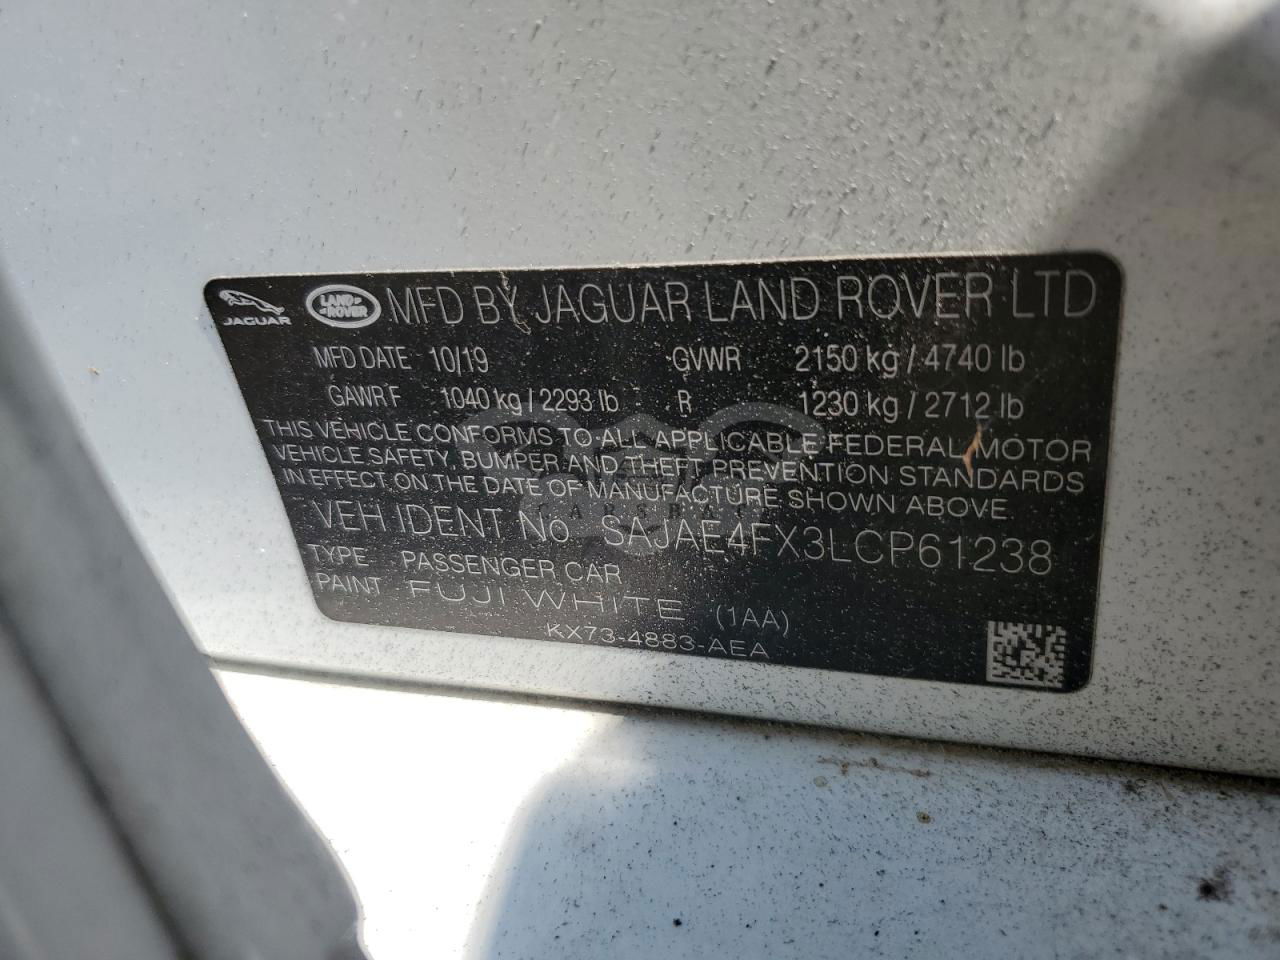 JAGUAR LAND ROVER MFD BY JAGUAR LAND ROVER LTD
MFD DATE 10/19 GVWR 2150 kg / 4740 lb
GAWR F 1040 kg / 2293 lb R 1230 kg / 2712 lb
THIS VEHICLE CONFORMS TO ALL APPLICABLE FEDERAL MOTOR
VEHICLE SAFETY, BUMPER AND THEFT PREVENTION STANDARDS
IN EFFECT ON THE DATE OF MANUFACTURE SHOWN ABOVE
VEH IDENT No SAJAE4FX3LCP61238
TYPE PASSENGER CAR
PAINT FUJI WHITE (1AA)
KX73-4883-AEA